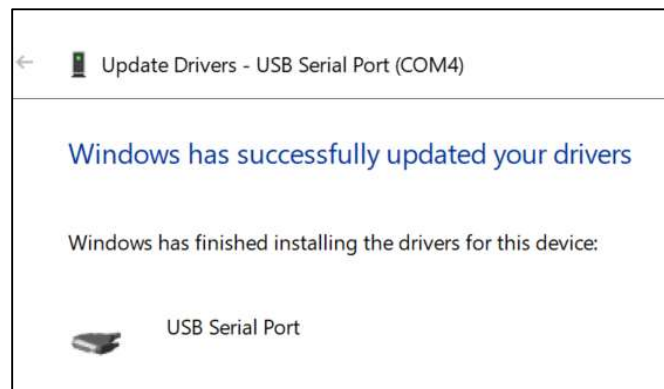 Update Drivers - USB Serial Port (COM4)
Windows has successfully updated your drivers
Windows has finished installing the drivers for this device:
USB Serial Port